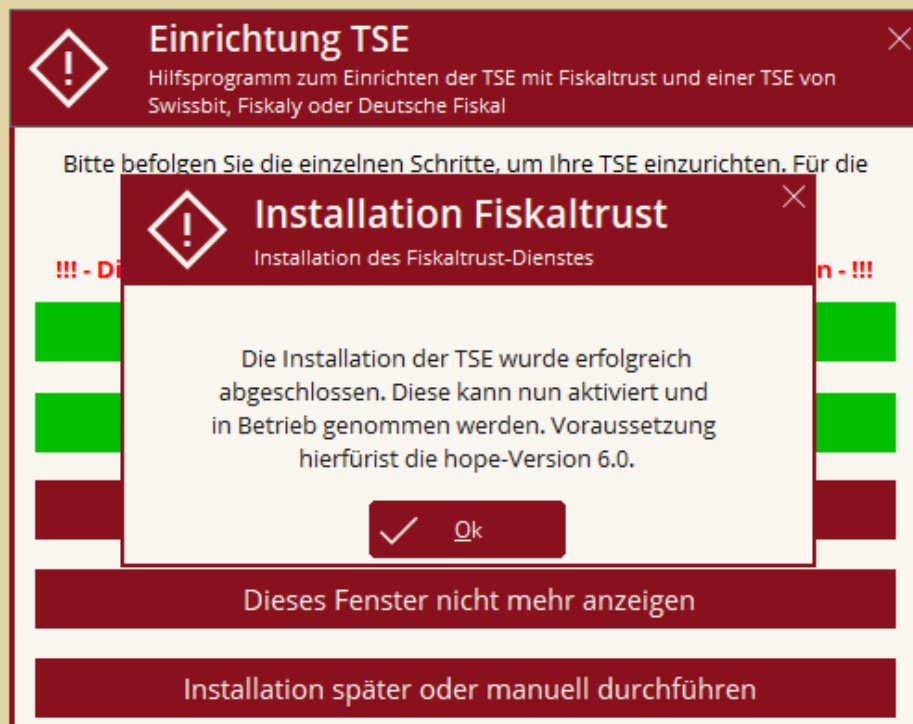 Einrichtung TSE
Hilfsprogramm zum Einrichten der TSE mit Fiskaltrust und einer TSE von
Swissbit, Fiskaly oder Deutsche Fiskal
Bitte befolgen Sie die einzelnen Schritte, um Ihre TSE einzurichten. Für die
!!! - Di
n - !!!
Installation Fiskaltrust
Installation des Fiskaltrust-Dienstes
Die Installation der TSE wurde erfolgreich
abgeschlossen. Diese kann nun aktiviert und
in Betrieb genommen werden. Voraussetzung
hierfürist die hope-Version 6.0.
Ok
Dieses Fenster nicht mehr anzeigen
Installation später oder manuell durchführen